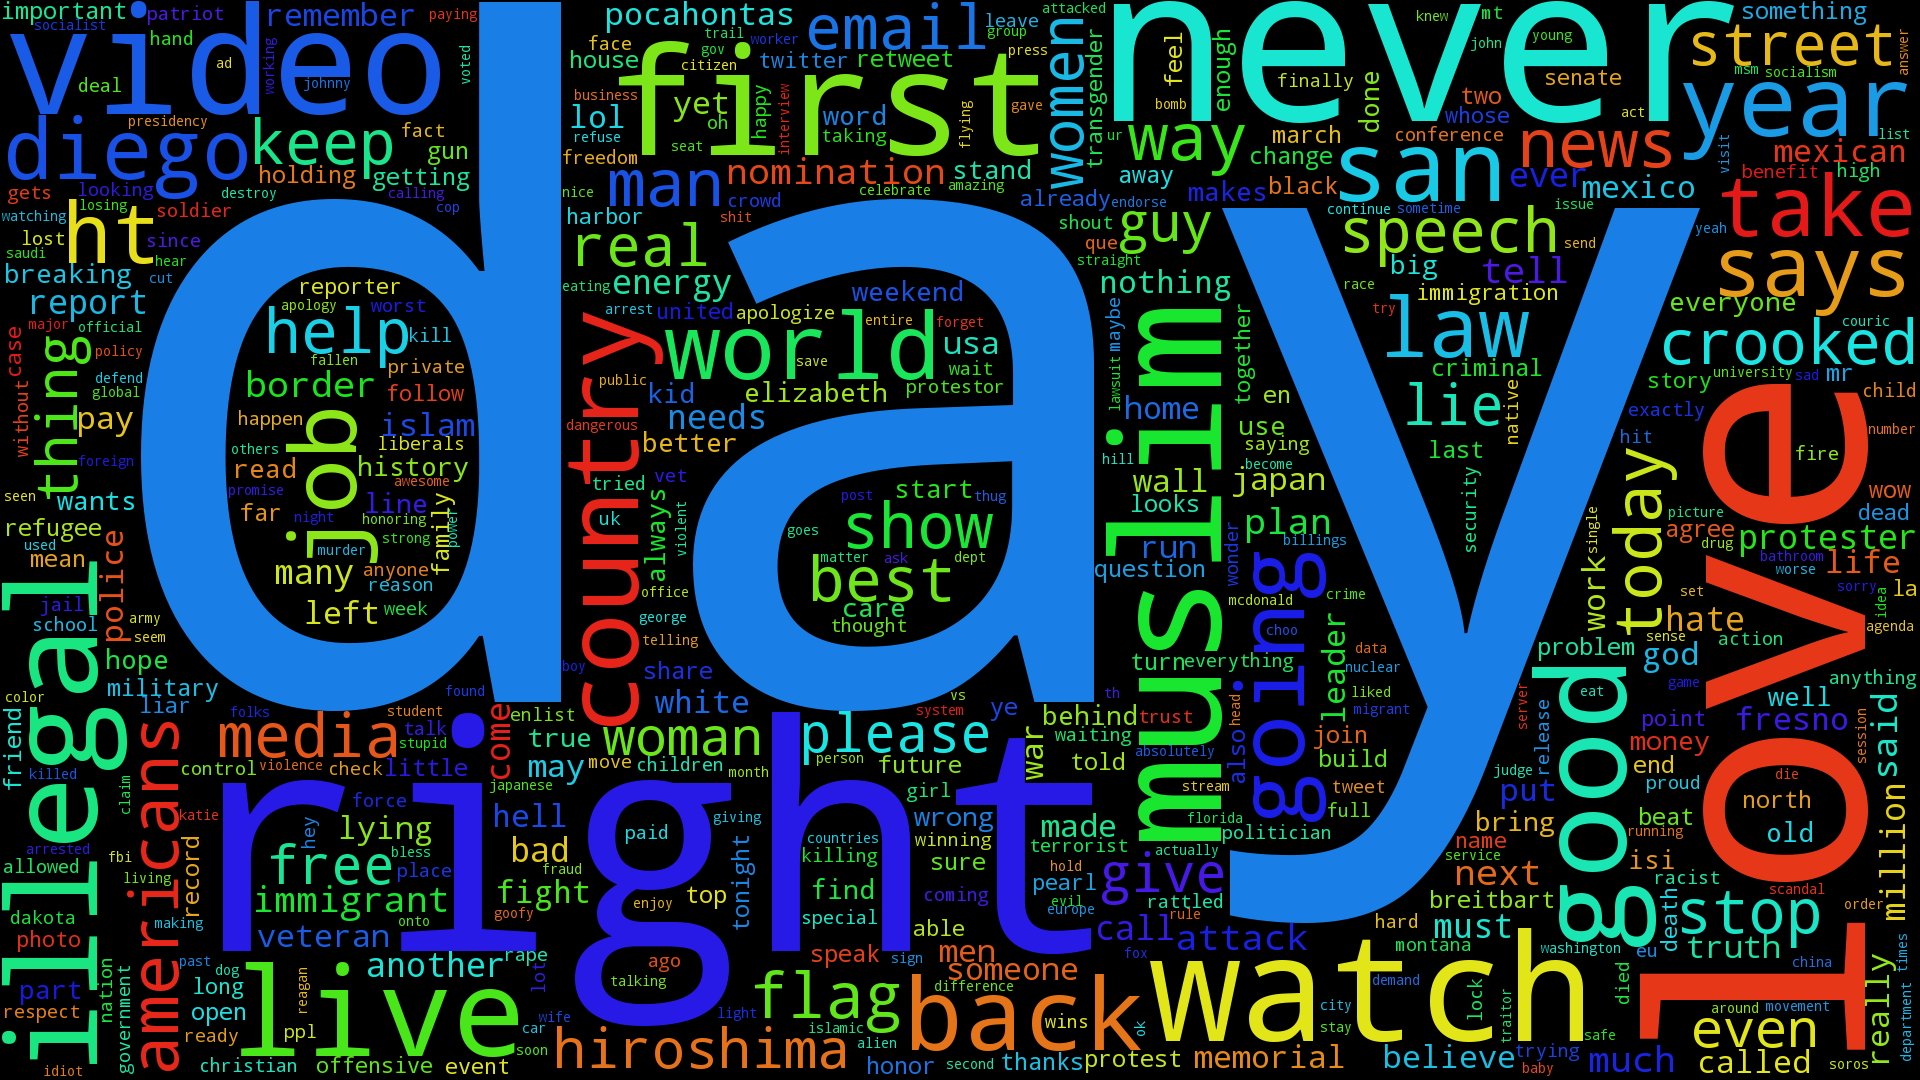 day
right
never
love
video
first
watch
muslim
illegal
good
live
back
country
diego
year
take
says
san
crooked
law
world
street
americans
going
today
hiroshima
flag
stop
even
news
speech
way
guy
ht
keep
man
real
email
women
job
help
show
best
media
woman
please
free
give
lie
thing
important
patriot
remember
paying
socialist
hand
deal
ad
working
johnny
voted
presidency
fact
gun
holding
getting
gets
looking
destroy
calling
cop
watching
losing
soldier
lost
since
saudi
hear
breaking
cut
report
major
official
case
policy
defend
global
without
pay
foreign
seen
wants
refugee
used
mean
police
jail
school
army
seem
hope
military
color
liar
friend
killed
claim
arrested
allowed
fbi
living
dakota
photo
making
record
katie
part
respect
nation
government
idiot
past
dog
long
open
ready
christian
ppl
reagan
offensive
event
another
lot
rape
car
soon
wife
pocahontas
face
house
trail
gov
citizen
worker
twitter
retweet
leave
group
press
attacked
business
lol
refuse
yet
oh
happy
interview
word
taking
flying
gave
seat
freedom
nomination
stand
nice
crowd
celebrate
amazing
shit
harbor
already
endorse
transgender
enough
ur
feel
bomb
finally
done
knew
mt
john
young
senate
two
whose
act
march
conference
change
away
makes
black
something
answer
msm
socialism
list
visit
mexican
benefit
high
ever
mexico
continue
sometime
issue
yeah
shout
que
straight
send
big
tell
race
immigration
try
everyone
nothing
energy
eating
arrest
united
apologize
weekend
entire
forget
usa
save
wait
public
elizabeth
protestor
kid
needs
dangerous
better
tried
vet
uk
always
violent
office
george
telling
boy
share
white
reporter
apology
worst
kill
fallen
private
border
follow
happen
islam
others
liberals
read
history
promise
awesome
line
far
night
honoring
family
power
murder
strong
many
anyone
reason
left
week
start
post
thug
goes
matter
ask
dept
care
thought
maybe
lawsuit
together
home
en
use
hill
saying
become
wall
japan
looks
plan
run
wonder
billings
question
mcdonald
crime
choo
leader
turn
everything
data
nuclear
liked
migrant
th
also
head
criminal
native
last
security
couric
story
university
sad
mr
child
exactly
hit
number
fire
wow
dead
picture
agree
drug
protester
bathroom
worse
life
single
work
set
sorry
la
idea
hate
sense
action
agenda
problem
god
game
anything
eat
well
server
point
fresno
said
release
money
session
judge
end
proud
put
die
north
beat
old
running
bring
name
service
isi
next
racist
scandal
million
breitbart
order
must
death
truth
hard
montana
washington
eu
china
times
died
around
movement
really
department
called
soros
much
safe
traitor
lock
demand
city
stay
believe
trying
baby
memorial
protest
ok
thanks
second
honor
wins
difference
someone
men
fox
attack
call
rule
rattled
europe
evil
pearl
hold
terrorist
actually
made
florida
politician
stream
full
tweet
build
join
told
absolutely
waiting
trust
behind
war
ye
vs
system
future
person
girl
month
children
move
true
may
enlist
come
japanese
found
student
folks
talk
stupid
control
violence
check
little
force
hey
lying
bless
place
immigrant
veteran
onto
hell
bad
fraud
fight
goofy
paid
giving
tonight
enjoy
top
ago
talking
light
countries
killing
winning
wrong
sure
find
coming
special
able
speak
sign
islamic
alien